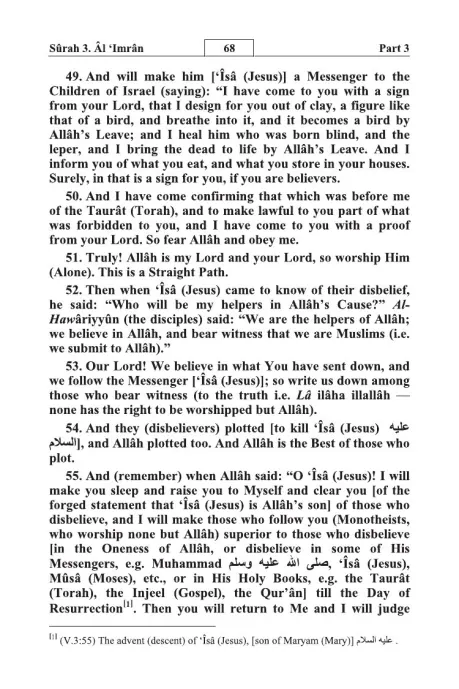 Sûrah 3. Âl ‘Imrân 68 Part 3
49. And will make him [‘Îsâ (Jesus)] a Messenger to the
Children of Israel (saying): “I have come to you with a sign
from your Lord, that I design for you out of clay, a figure like
that of a bird, and breathe into it, and it becomes a bird by
Allâh’s Leave; and I heal him who was born blind, and the
leper, and I bring the dead to life by Allâh’s Leave. And I
inform you of what you eat, and what you store in your houses.
Surely, in that is a sign for you, if you are believers.
50. And I have come confirming that which was before me
of the Taurât (Torah), and to make lawful to you part of what
was forbidden to you, and I have come to you with a proof
from your Lord. So fear Allâh and obey me.
51. Truly! Allâh is my Lord and your Lord, so worship Him
(Alone). This is a Straight Path.
52. Then when ‘Îsâ (Jesus) came to know of their disbelief,
he said: “Who will be my helpers in Allâh’s Cause?” Al-
Hawâriyyûn (the disciples) said: “We are the helpers of Allâh;
we believe in Allâh, and bear witness that we are Muslims (i.e.
we submit to Allâh).”
53. Our Lord! We believe in what You have sent down, and
we follow the Messenger [‘Îsâ (Jesus)]; so write us down among
those who bear witness (to the truth i.e. Lâ ilâha illallâh —
none has the right to be worshipped but Allâh).
54. And they (disbelievers) plotted [to kill ‘Îsâ (Jesus) عليه
السلام], and Allâh plotted too. And Allâh is the Best of those who
plot.
55. And (remember) when Allâh said: “O ‘Îsâ (Jesus)! I will
make you sleep and raise you to Myself and clear you [of the
forged statement that ‘Îsâ (Jesus) is Allâh’s son] of those who
disbelieve, and I will make those who follow you (Monotheists,
who worship none but Allâh) superior to those who disbelieve
[in the Oneness of Allâh, or disbelieve in some of His
Messengers, e.g. Muhammad صلى الله عليه وسلم, ‘Îsâ (Jesus),
Mûsâ (Moses), etc., or in His Holy Books, e.g. the Taurât
(Torah), the Injeel (Gospel), the Qur’ân] till the Day of
Resurrection[1]. Then you will return to Me and I will judge
[1] (V.3:55) The advent (descent) of ‘Îsâ (Jesus), [son of Maryam (Mary)] عليه السلام .